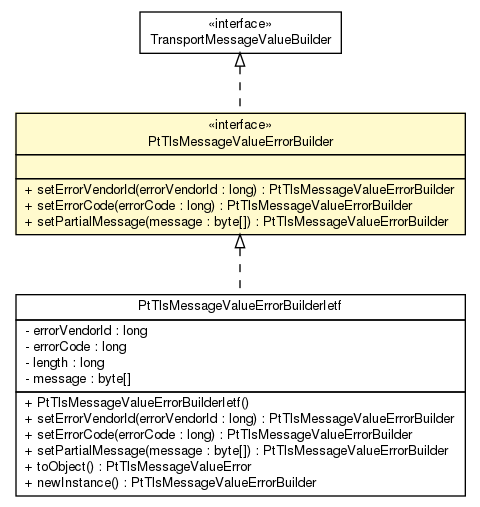 «interface»
TransportMessageValueBuilder
«interface»
PtTlsMessageValueErrorBuilder
+ setErrorVendorId(errorVendorId : long) : PtTlsMessageValueErrorBuilder
+ setErrorCode(errorCode : long) : PtTlsMessageValueErrorBuilder
+ setPartialMessage(message : byte[]) : PtTlsMessageValueErrorBuilder
PtTlsMessageValueErrorBuilderIetf
- errorVendorId : long
- errorCode : long
- length : long
- message : byte[]
+ PtTlsMessageValueErrorBuilderIetf()
+ setErrorVendorId(errorVendorId : long) : PtTlsMessageValueErrorBuilder
+ setErrorCode(errorCode : long) : PtTlsMessageValueErrorBuilder
+ setPartialMessage(message : byte[]) : PtTlsMessageValueErrorBuilder
+ toObject() : PtTlsMessageValueError
+ newInstance() : PtTlsMessageValueErrorBuilder